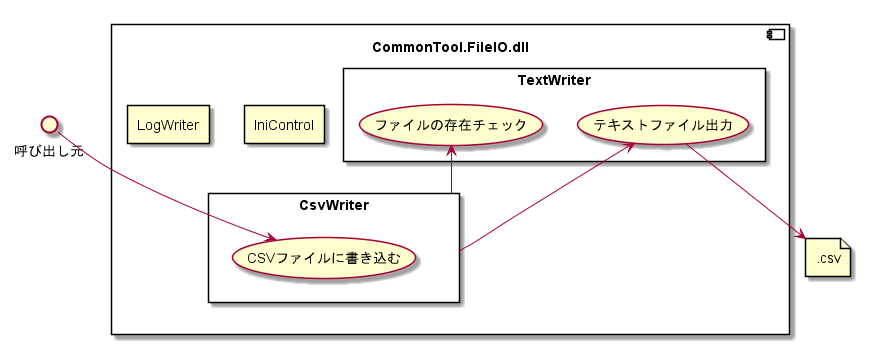 CommonTool.FileIO.dll
TextWriter
LogWriter
IniControl
ファイルの存在チェック
テキストファイル出力
呼び出し元
CsvWriter
CSVファイルに書き込む
.csv